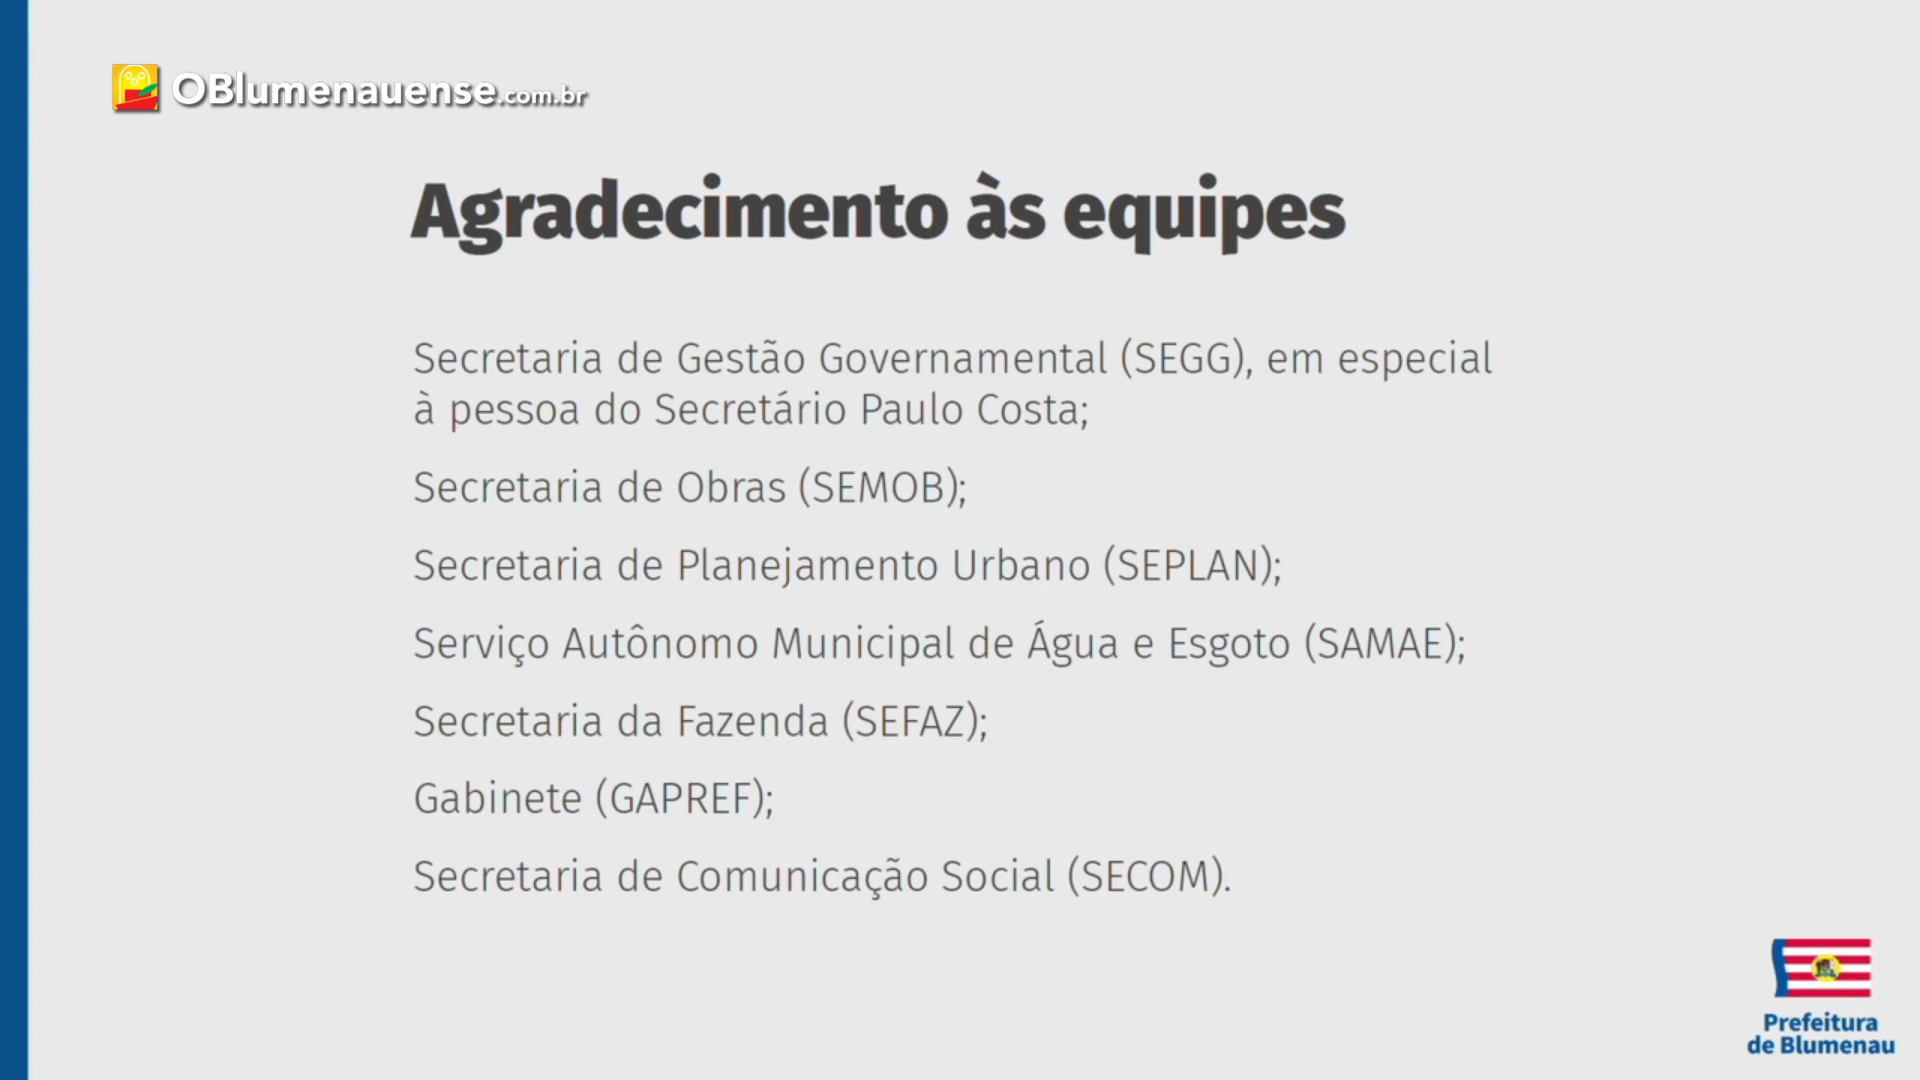 OBlumenauense.com.br
Agradecimento às equipes
Secretaria de Gestão Governamental (SEGG), em especial
à pessoa do Secretário Paulo Costa;
Secretaria de Obras (SEMOB);
Secretaria de Planejamento Urbano (SEPLAN);
Serviço Autônomo Municipal de Água e Esgoto (SAMAE);
Secretaria da Fazenda (SEFAZ);
Gabinete (GAPREF);
Secretaria de Comunicação Social (SECOM).
Prefeitura
de Blumenau